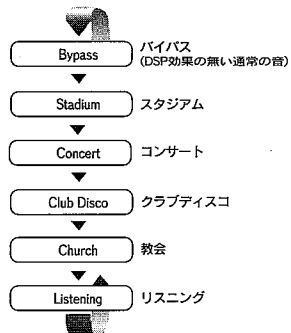 Bypass バイパス
(DSP効果の無い通常の音)
Stadium スタジアム
Concert コンサート
Club Disco クラブディスコ
Church 教会
Listening リスニング